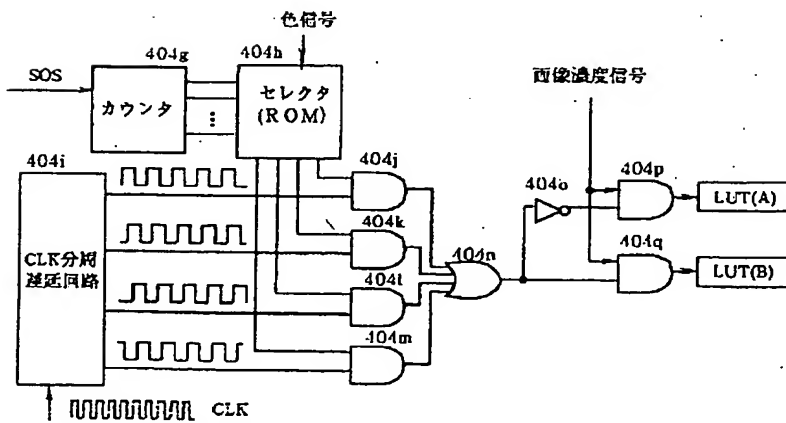 色信号
404g
404h
SOS
カウンタ
セレクタ
(ROM)
画像濃度信号
404i
404j
404p
404o
LUT(A)
404k
404q
404n
LUT(B)
CLK分周
遅延回路
404l
404m
CLK